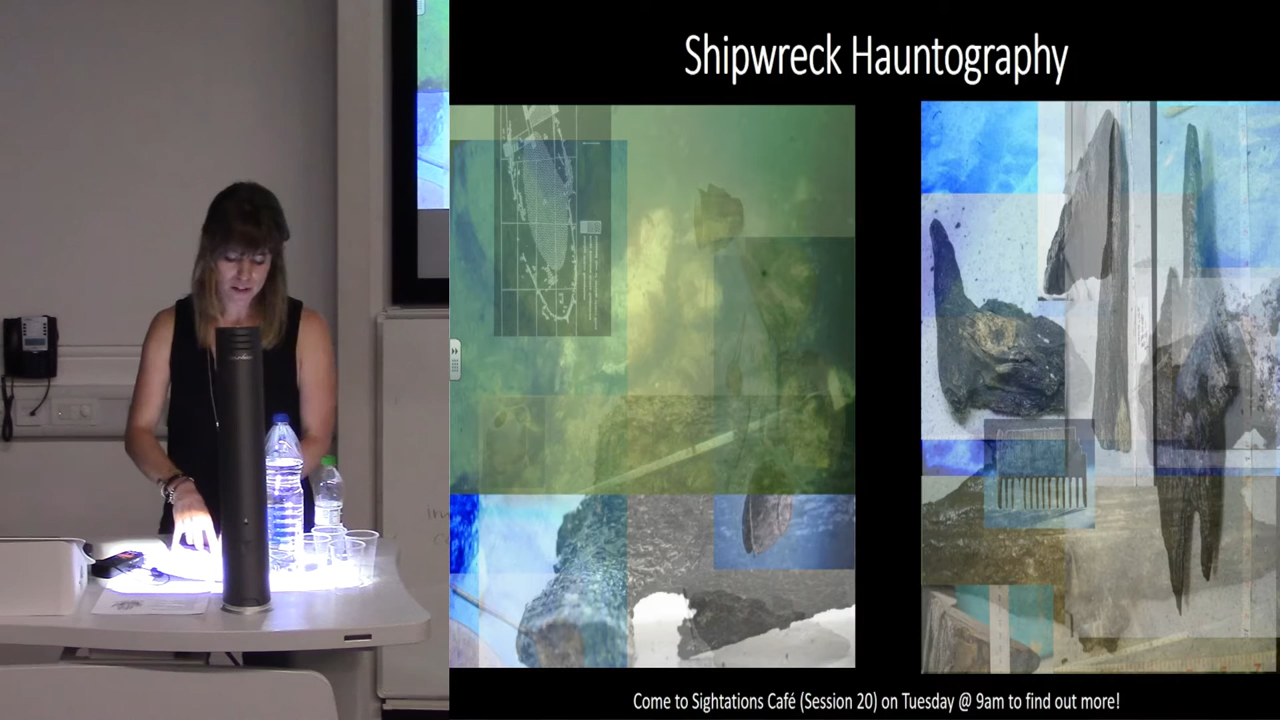 Shipwreck Hauntography
Come to Sightations Café (Session 20) on Tuesday @ 9am to find out more!